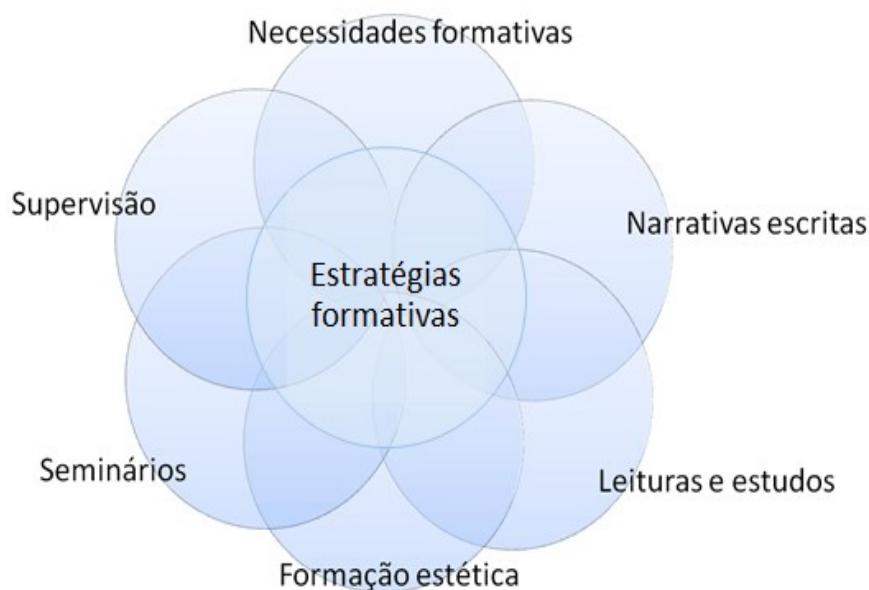 Necessidades formativas
Supervisão
Narrativas escritas
Estratégias
formativas
Seminários
Leituras e estudos
Formação estética